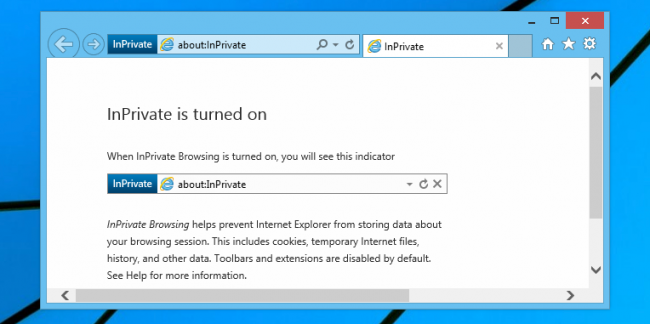 InPrivate about:InPrivate InPrivate
InPrivate is turned on
When InPrivate Browsing is turned on, you will see this indicator
InPrivate about:InPrivate
InPrivate Browsing helps prevent Internet Explorer from storing data about
your browsing session. This includes cookies, temporary Internet files,
history, and other data. Toolbars and extensions are disabled by default.
See Help for more information.